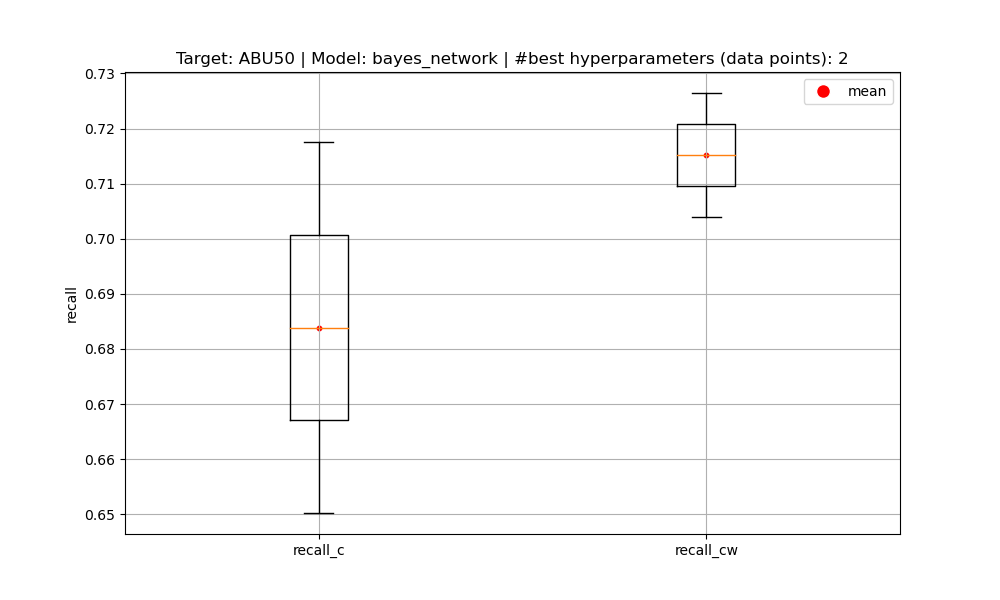 Target: ABU50 | Model: bayes_network | #best hyperparameters (data points): 2
mean
recall
0.73
0.72
0.71
0.70
0.69
0.68
0.67
0.66
0.65
recall_c
recall_cw